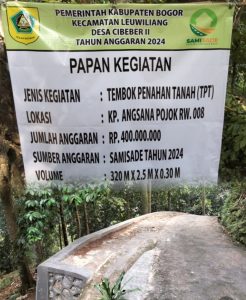 PEMERINTAH KABUPATEN BOGOR
KECAMATAN LEUWILIANG
DESA CIBEBER II
TAHUN ANGGARAN 2024
SAMISADE
PAPAN KEGIATAN
JENIS KEGIATAN : TEMBOK PENAHAN TANAH (TPT)
LOKASI : KP. ANGSANA POJOK RW. 008
JUMLAH ANGGARAN : RP. 400.000.000
SUMBER ANGGARAN : SAMISADE TAHUN 2024
VOLUME : 320 M X 2.5 M X 0.30 M